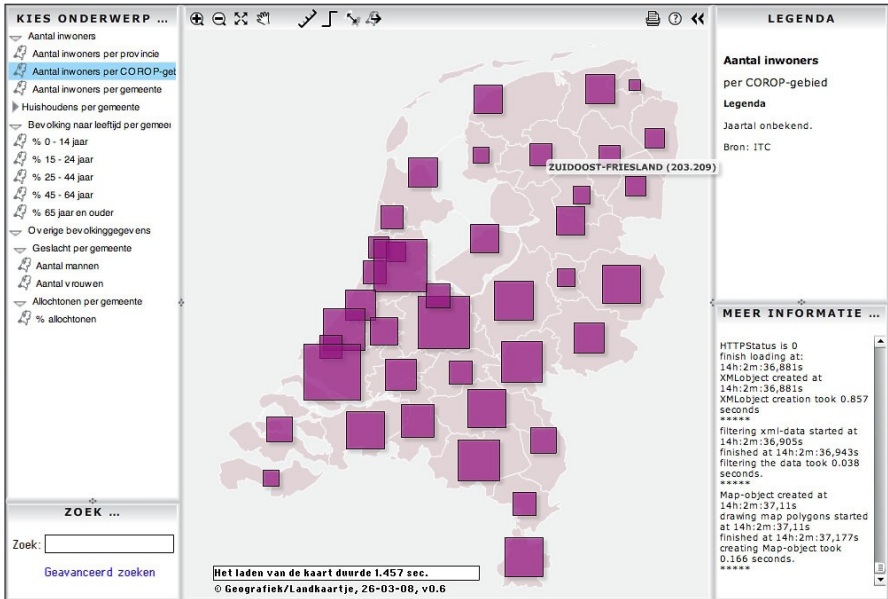 KIES ONDERWERP ...
Aantal inwoners
Aantal inwoners per provincie
Aantal inwoners per COROP-geb
Aantal inwoners per gemeente
Huishoudens per gemeente
Bevolking naar leeftijd per gemeer
% 0 - 14 jaar
% 15 - 24 jaar
% 25 - 44 jaar
% 45 - 64 jaar
% 65 jaar en ouder
Overige bevolkinggegevens
Geslacht per gemeente
Aantal mannen
Aantal vrouwen
Allochtonen per gemeente
% allochtonen
ZOEK ...
Zoek:
Geavanceerd zoeken
ZUIDOOST-FRIESLAND (203.209)
Het laden van de kaart duurde 1.457 sec.
© Geografiek/Landkaartje, 26-03-08, v0.6
LEGENDA
Aantal inwoners
per COROP-gebied
Legenda
Jaartal onbekend.
Bron: ITC
MEER INFORMATIE ...
HTTPStatus is 0
finish loading at:
14h:2m:36,881s
XMLobject created at
14h:2m:36,881s
XMLobject creation took 0.857
seconds
*****
filtering xml-data started at
14h:2m:36,905s
finished at 14h:2m:36,943s
filtering the data took 0.038
seconds.
*****
Map-object created at
14h:2m:37,11s
drawing map polygons started
at 14h:2m:37,11s
finished at 14h:2m:37,177s
creating Map-object took
0.166 seconds.
*****